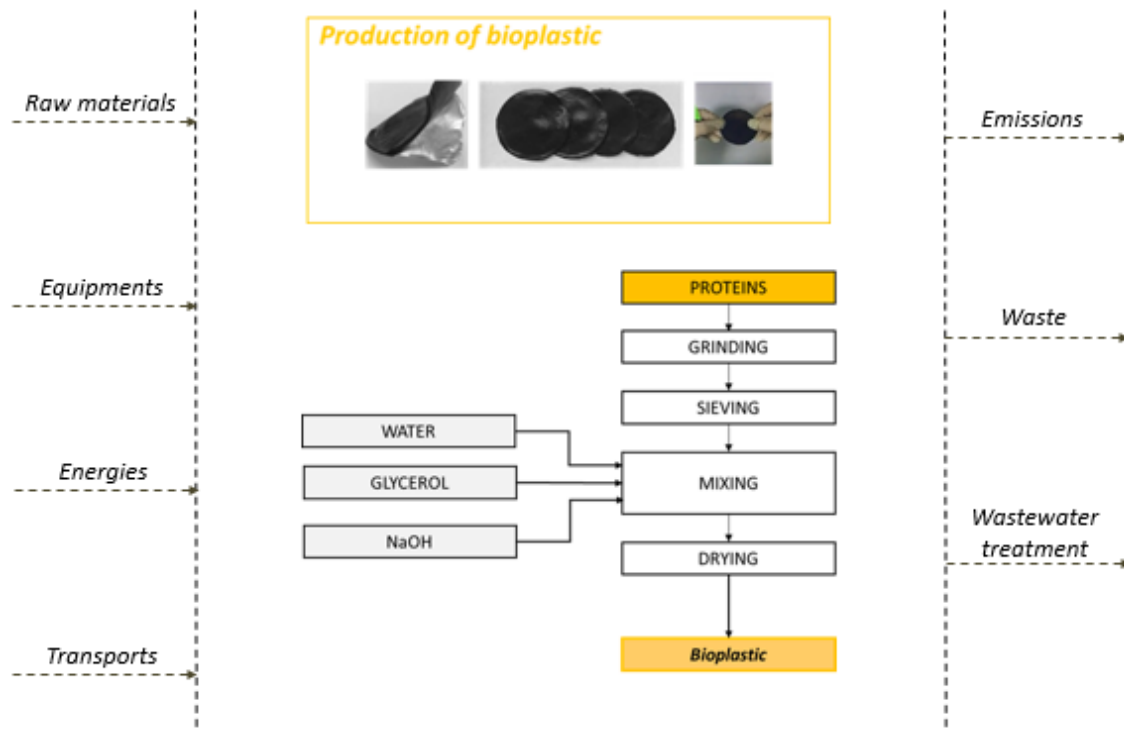 Production of bioplastic
Raw materials
Equipments
Energies
Transports
PROTEINS
GRINDING
SIEVING
WATER
GLYCEROL
NaOH
MIXING
DRYING
Bioplastic
Emissions
Waste
Wastewater
treatment